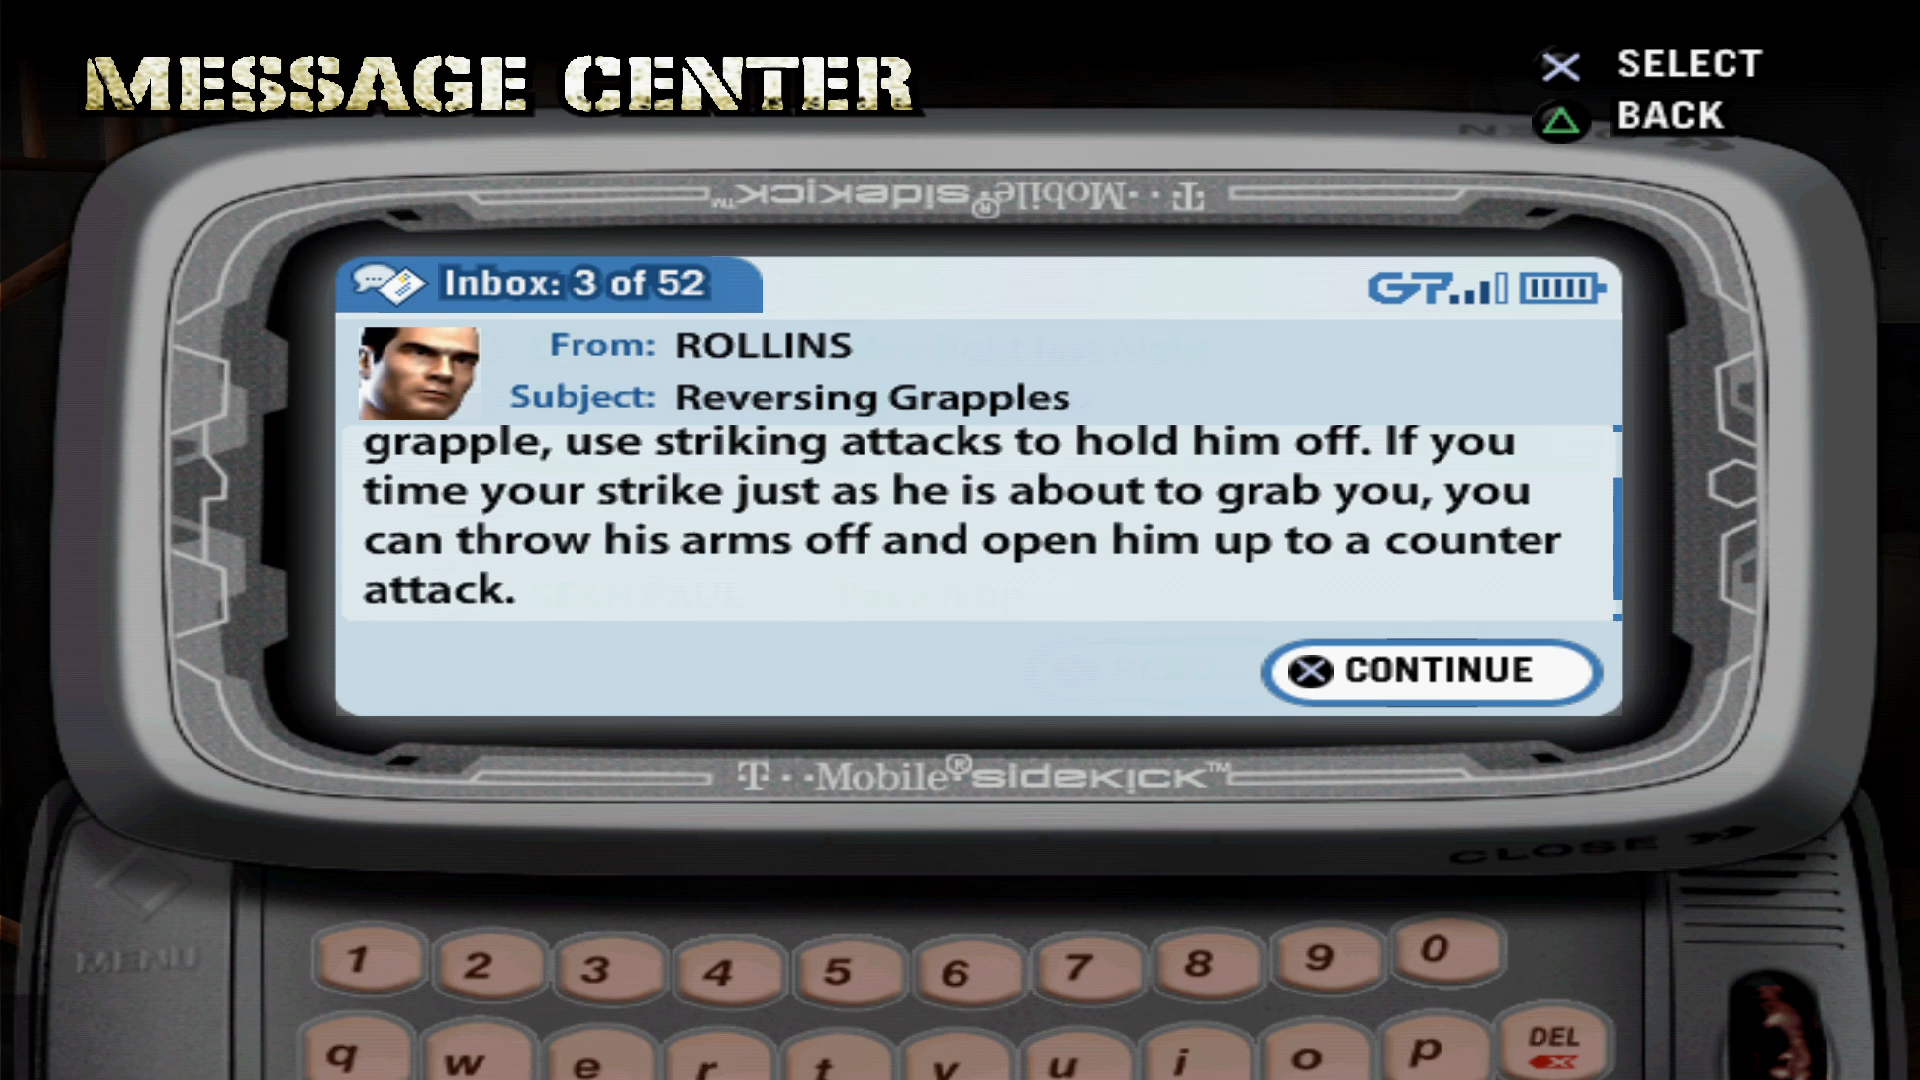 MESSAGE CENTER
SELECT
BACK
T··Mobile® sidekick™
Inbox: 3 of 52
From: ROLLINS
Subject: Reversing Grapples
grapple, use striking attacks to hold him off. If you
time your strike just as he is about to grab you, you
can throw his arms off and open him up to a counter
attack.
CONTINUE
T··Mobile® sidekick™
CLOSE
MENU
1 2 3 4 5 6 7 8 9 0
q w e r t y u i o p DEL